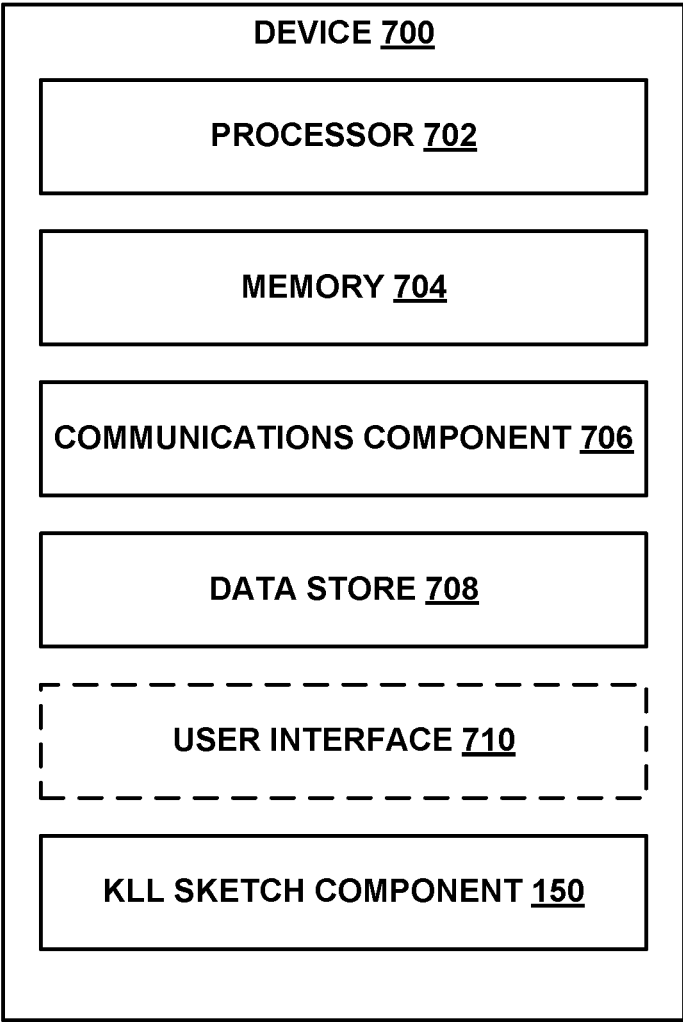 DEVICE 700
PROCESSOR 702
MEMORY 704
COMMUNICATIONS COMPONENT 706
DATA STORE 708
USER INTERFACE 710
KLL SKETCH COMPONENT 150